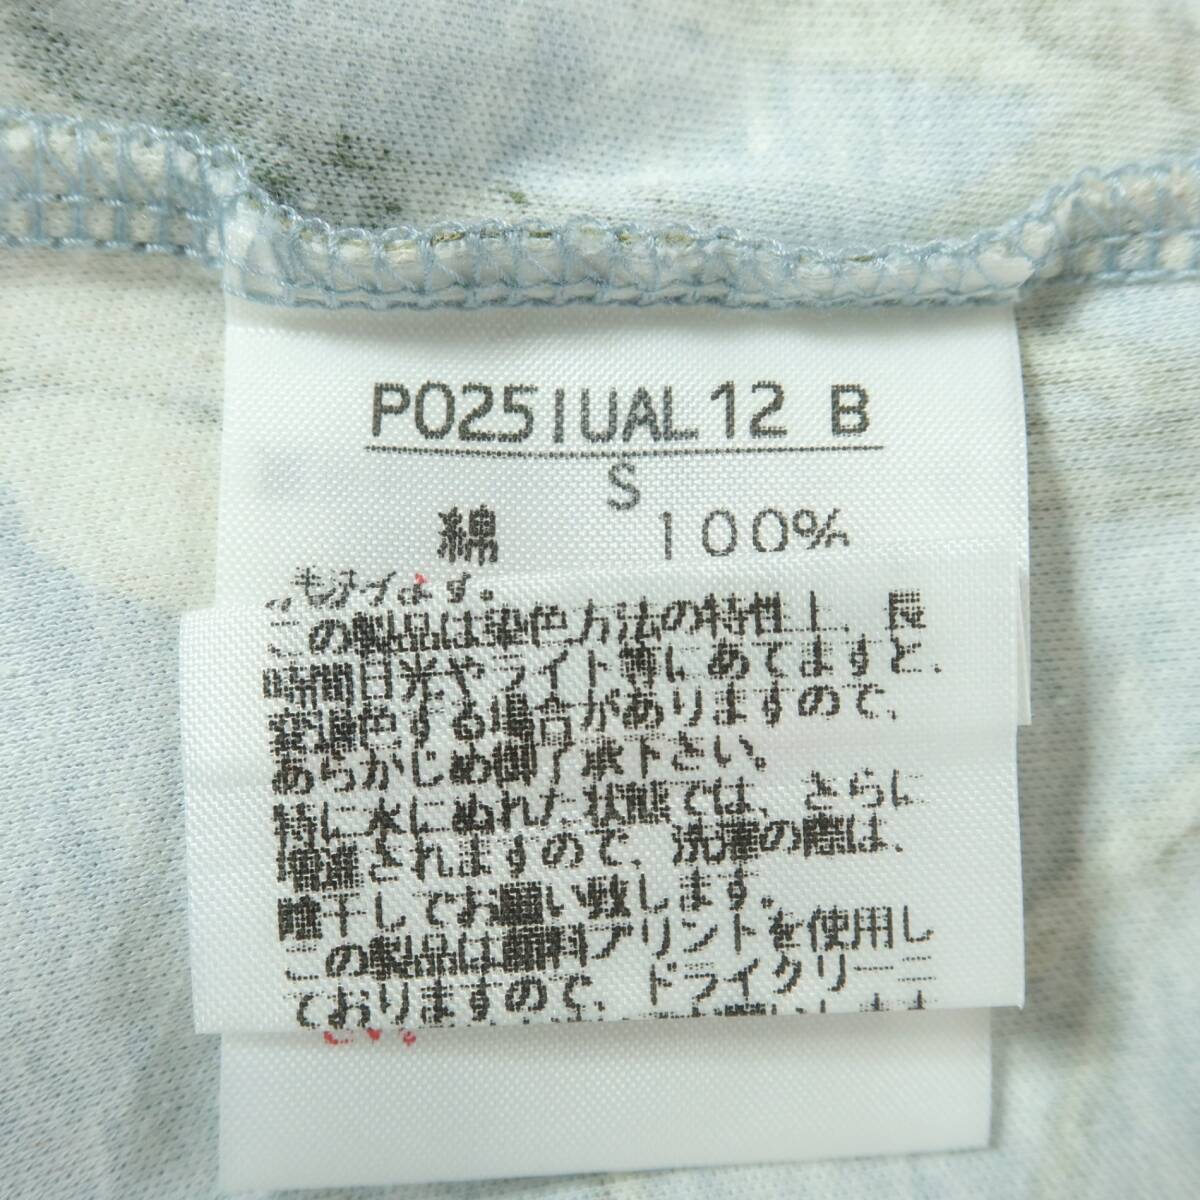 P0251UAL12 B
S
綿 100%
ます。
この製品は染色方法の特性上、長
時間日光やライト等にあてますと、
変退色する場合がありますので、
あらかじめ御了承下さい。
特に水にぬれた状態では、さらに
増進されますので、洗濯の際は、
陰干してお願い致します。
この製品は顔料プリントを使用し
ておりますので、ドライクリーニ